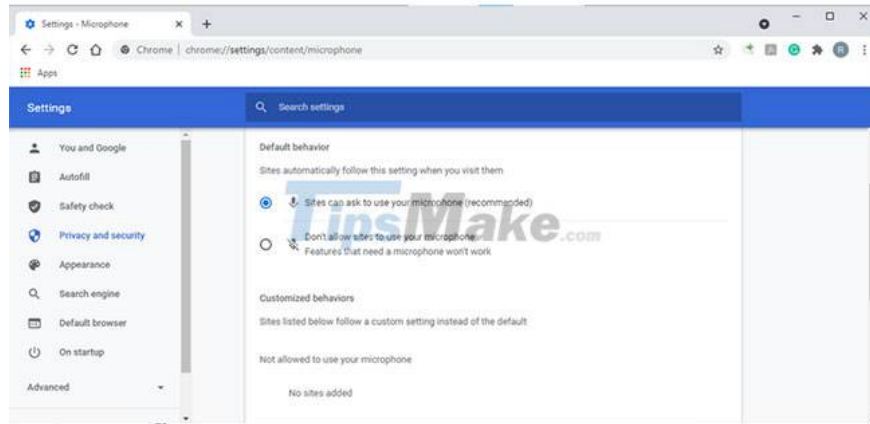 Settings - Microphone
Chrome | chrome://settings/content/microphone
R
Apps
Settings
Search settings
You and Google
Autofill
Safety check
Privacy and security
Appearance
Search engine
Default browser
On startup
Advanced
Default behavior
Sites automatically follow this setting when you visit them
Sites can ask to use your microphone (recommended)
Don't allow sites to use your microphone
Features that need a microphone won't work
TipsMake.com
Customized behaviors
Sites listed below follow a custom setting instead of the default
Not allowed to use your microphone
No sites added